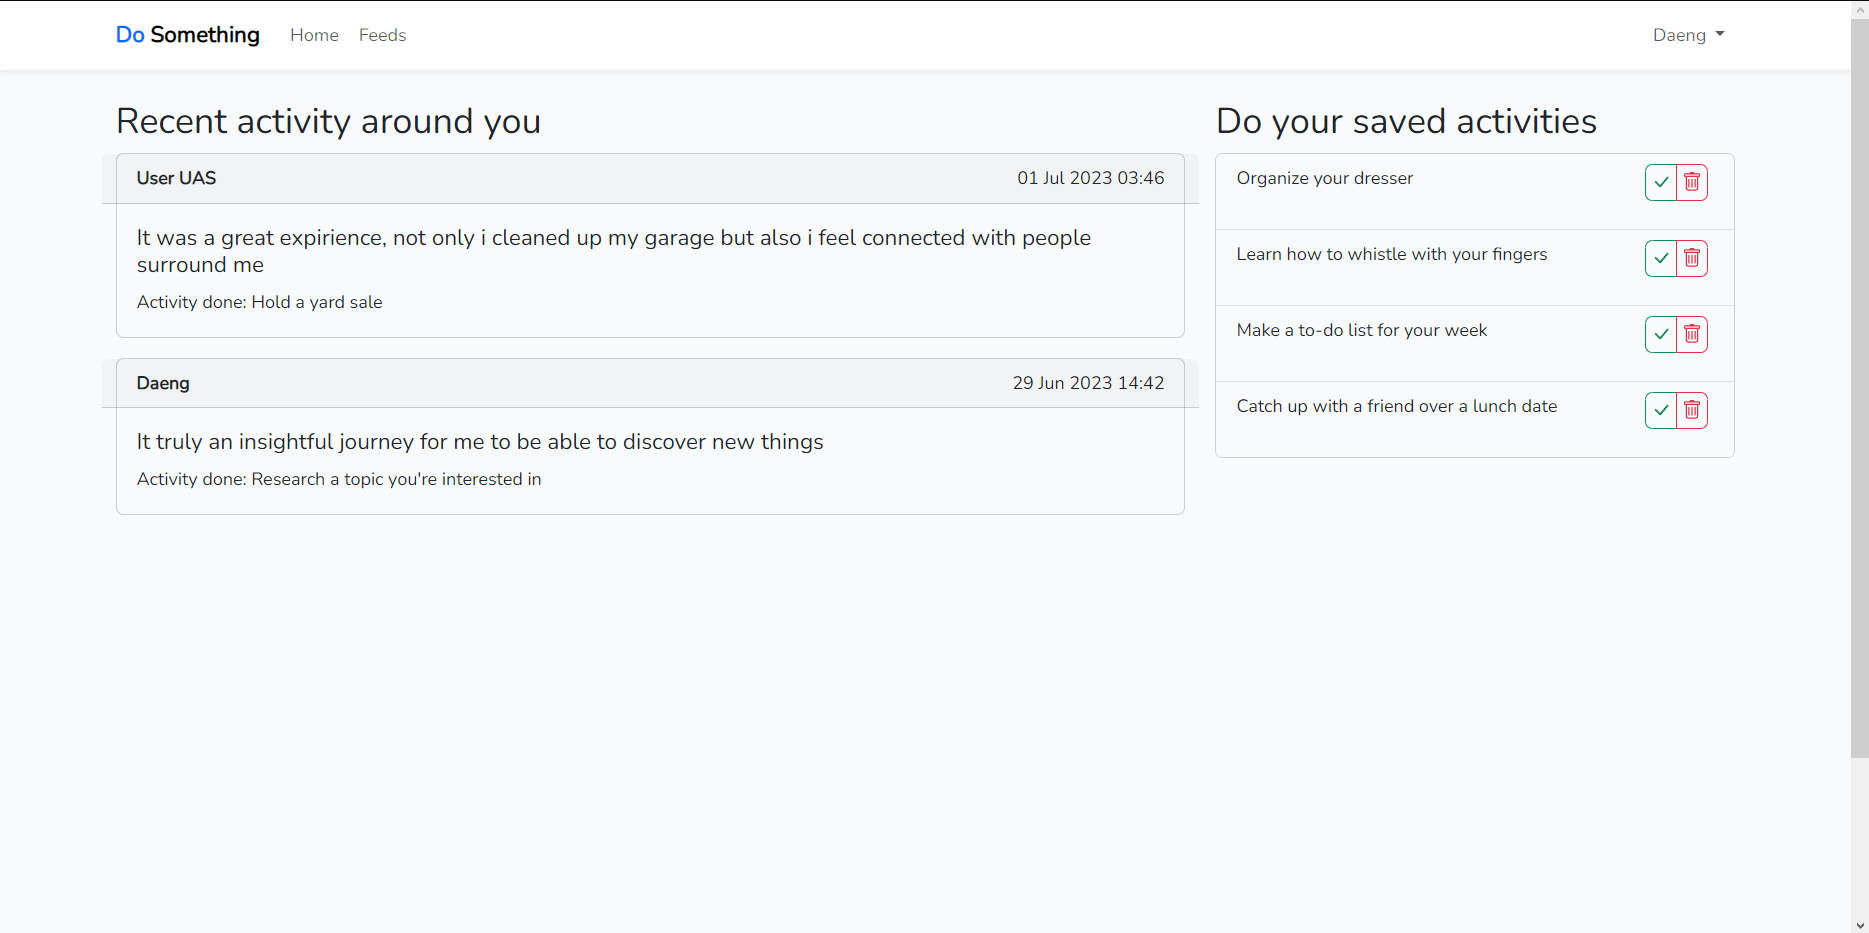 Do Something Home Feeds Daeng
Recent activity around you
User UAS 01 Jul 2023 03:46
It was a great expirience, not only i cleaned up my garage but also i feel connected with people
surround me
Activity done: Hold a yard sale
Daeng 29 Jun 2023 14:42
It truly an insightful journey for me to be able to discover new things
Activity done: Research a topic you're interested in
Do your saved activities
Organize your dresser
Learn how to whistle with your fingers
Make a to-do list for your week
Catch up with a friend over a lunch date